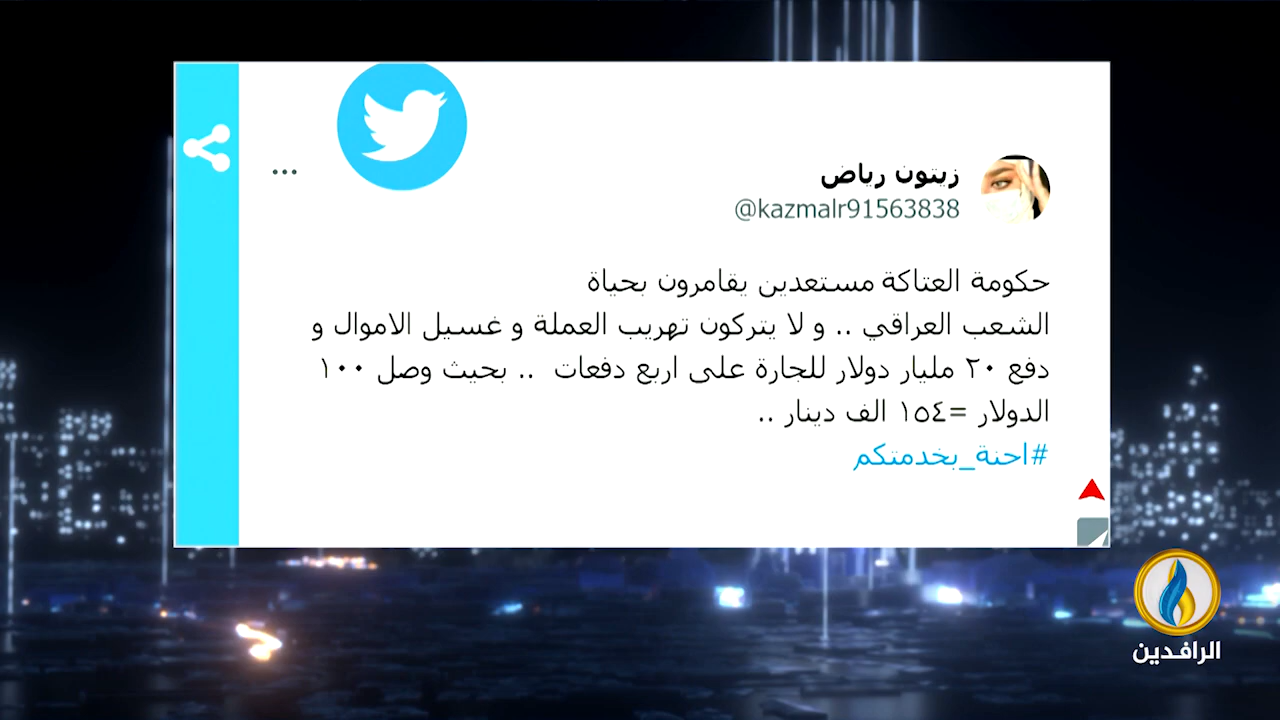 زيتون رياض
@kazmalr91563838
حكومة العتاكة مستعدين يقامرون بحياة
الشعب العراقي .. و لا يتركون تهريب العملة و غسيل الاموال و
دفع ٢٠ مليار دولار للجارة على اربع دفعات .. بحيث وصل ١٠٠
الدولار =١٥٤ الف دينار ..
#احنة_بخدمتكم
الرافدين